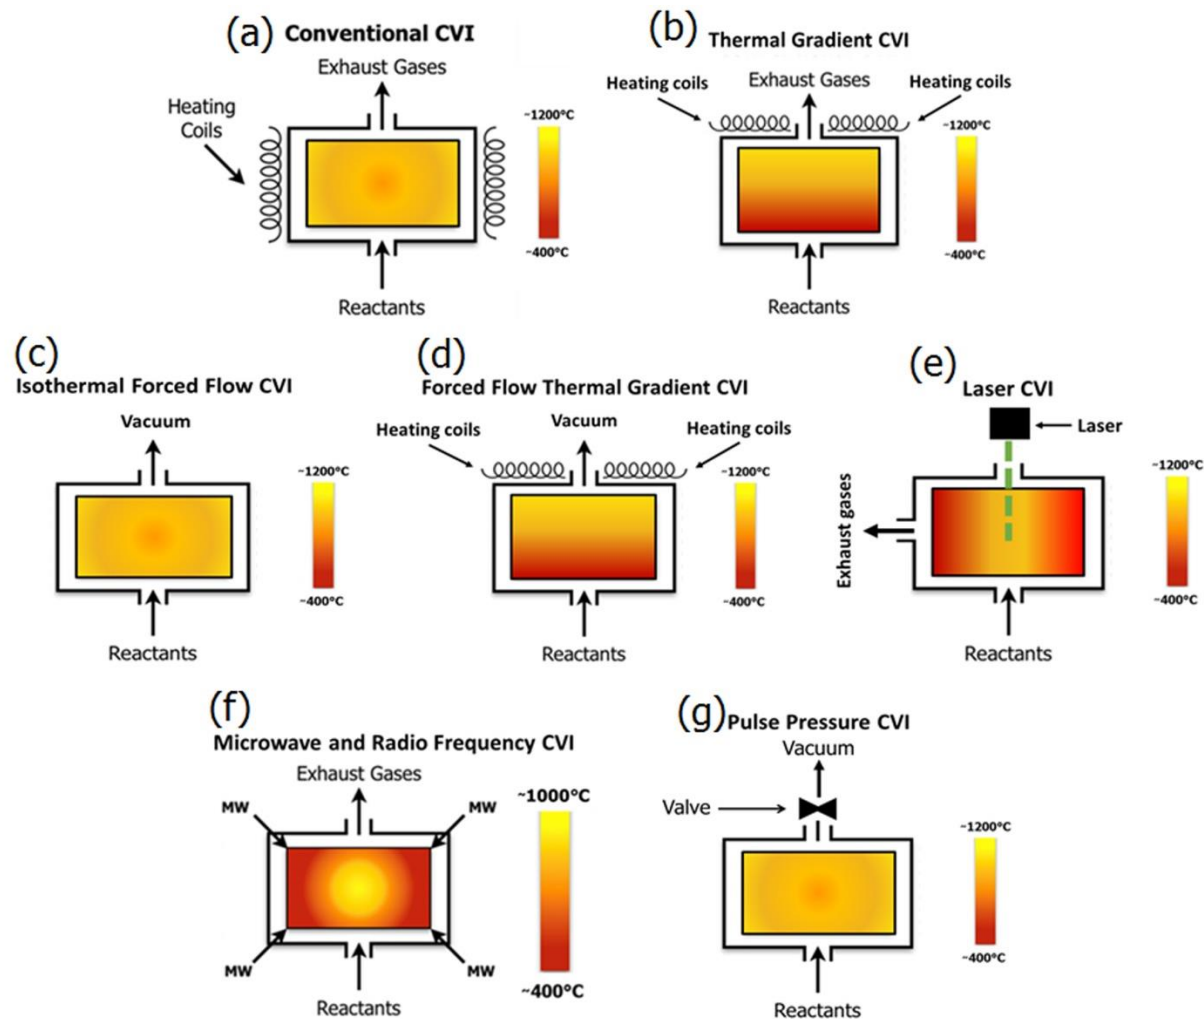 (a) Conventional CVI
Exhaust Gases
Heating
Coils
~1200°C
~400°C
Reactants
(b) Thermal Gradient CVI
Heating coils
Exhaust Gases
Heating coils
~1200°C
~400°C
Reactants
(c)
Isothermal Forced Flow CVI
Vacuum
~1200°C
~400°C
Reactants
(d)
Forced Flow Thermal Gradient CVI
Heating coils
Vacuum
Heating coils
~1200°C
~400°C
Reactants
(e)
Laser CVI
Laser
Exhaust gases
~1200°C
~400°C
Reactants
(f)
Microwave and Radio Frequency CVI
Exhaust Gases
MW
MW
~1000°C
MW
MW
~400°C
Reactants
(g)
Pulse Pressure CVI
Vacuum
Valve
~1200°C
~400°C
Reactants